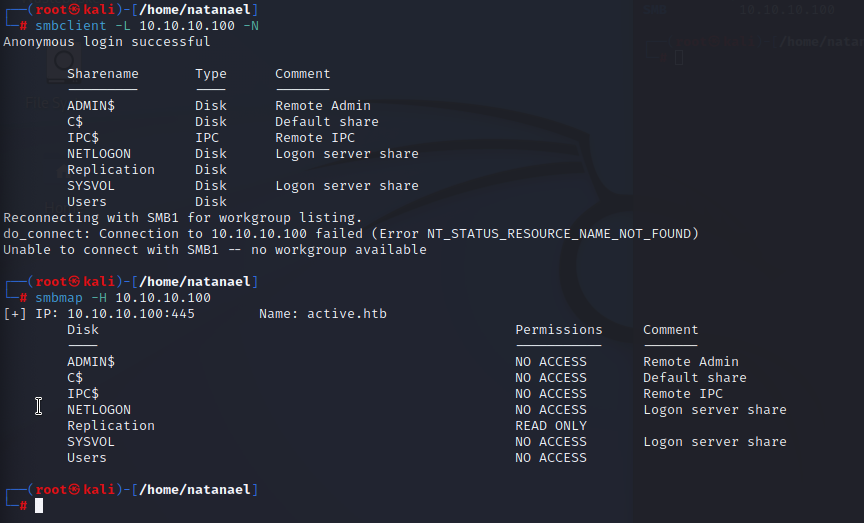 ┌──(root㉿kali)-[/home/natanael]
└─# smbclient -L 10.10.10.100 -N
Anonymous login successful
Sharename Type Comment
--------- ---- -------
ADMIN$ Disk Remote Admin
C$ Disk Default share
IPC$ IPC Remote IPC
NETLOGON Disk Logon server share
Replication Disk
SYSVOL Disk Logon server share
Users Disk
Reconnecting with SMB1 for workgroup listing.
do_connect: Connection to 10.10.10.100 failed (Error NT_STATUS_RESOURCE_NAME_NOT_FOUND)
Unable to connect with SMB1 -- no workgroup available
┌──(root㉿kali)-[/home/natanael]
└─# smbmap -H 10.10.10.100
[+] IP: 10.10.10.100:445 Name: active.htb
Disk Permissions Comment
---- ----------- -------
ADMIN$ NO ACCESS Remote Admin
C$ NO ACCESS Default share
IPC$ NO ACCESS Remote IPC
NETLOGON NO ACCESS Logon server share
Replication READ ONLY
SYSVOL NO ACCESS Logon server share
Users NO ACCESS
┌──(root㉿kali)-[/home/natanael]
└─#
10.10.10.100
/home/natan